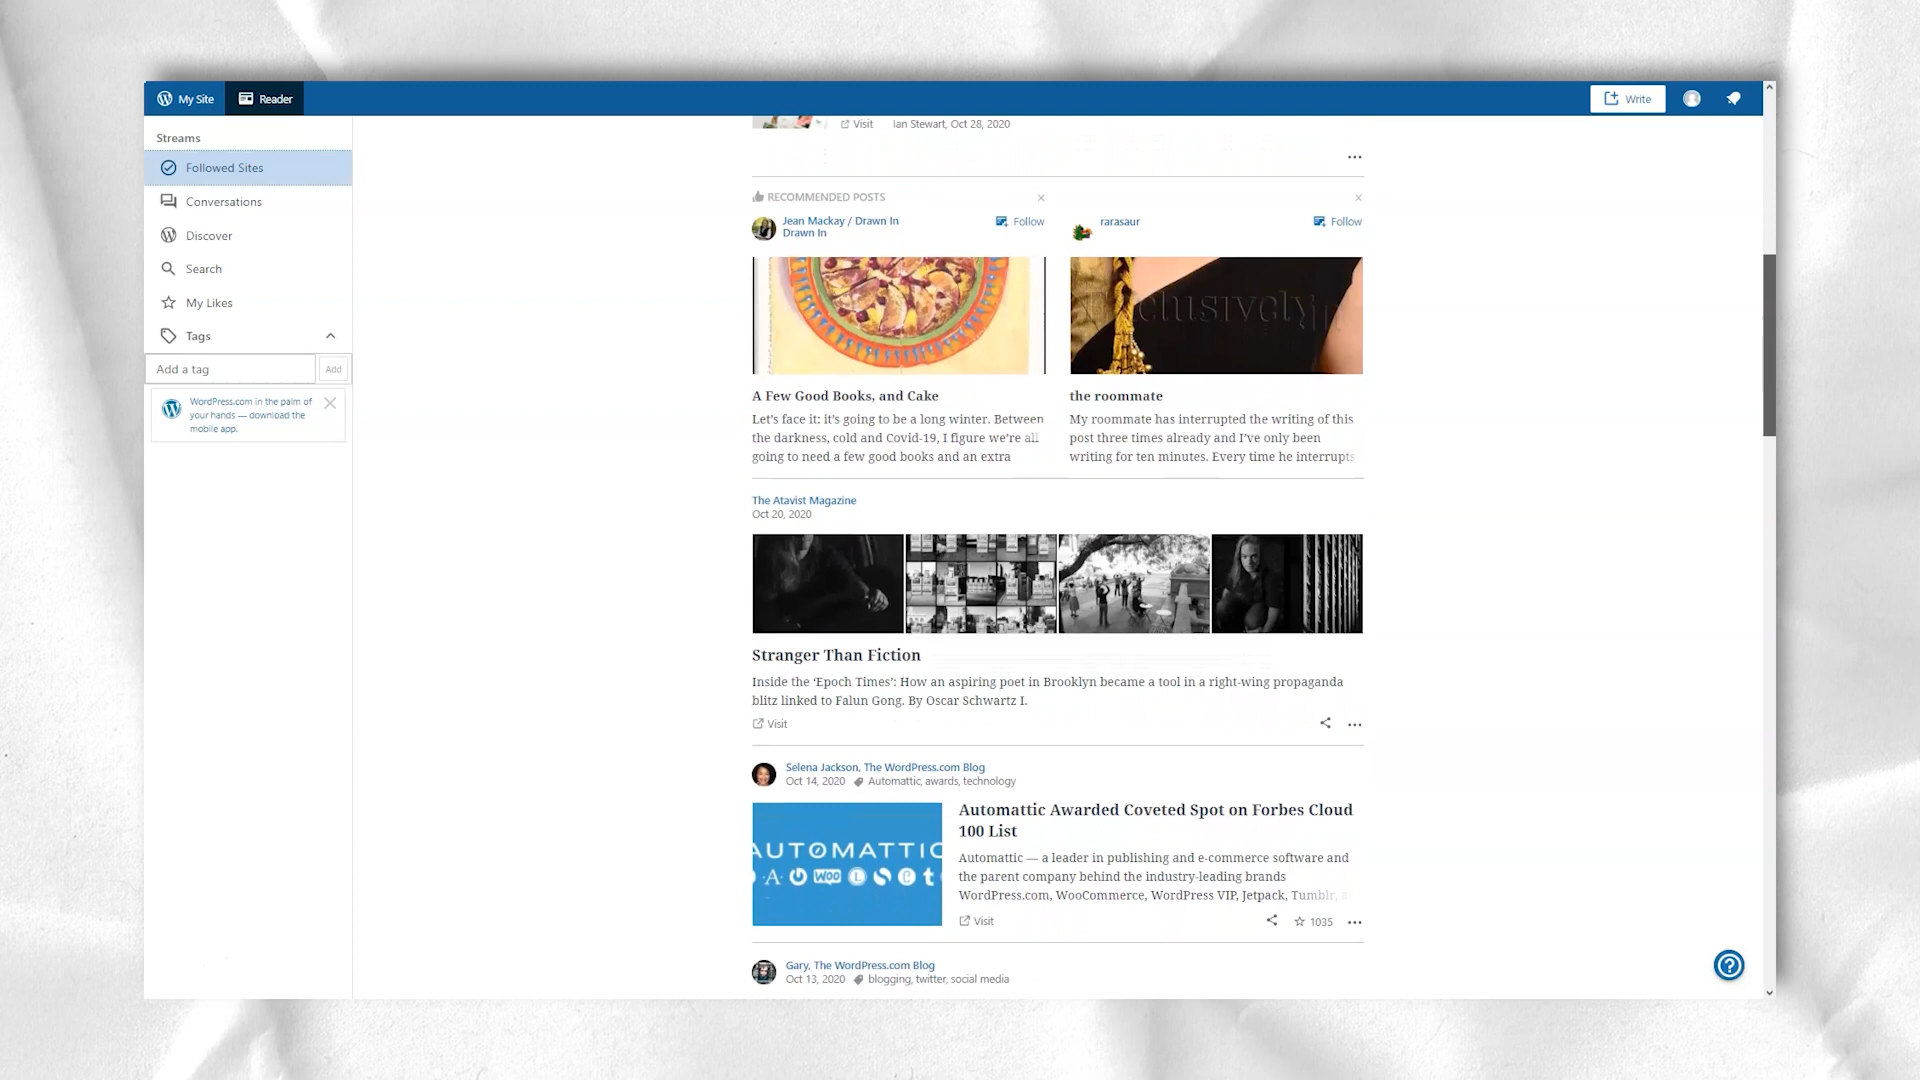 My Site
Reader
Write
Streams
Followed Sites
Conversations
Discover
Search
My Likes
Tags
Add a tag
Add
WordPress.com in the palm of
your hands — download the
mobile app.
Visit Ian Stewart, Oct 28, 2020
RECOMMENDED POSTS
Jean Mackay / Drawn In
Drawn In
Follow
A Few Good Books, and Cake
Let's face it: it's going to be a long winter. Between
the darkness, cold and Covid-19, I figure we're all
going to need a few good books and an extra
rarasaur
Follow
clusively
the roommate
My roommate has interrupted the writing of this
post three times already and I've only been
writing for ten minutes. Every time he interrupts
The Atavist Magazine
Oct 20, 2020
Stranger Than Fiction
Inside the ‘Epoch Times’: How an aspiring poet in Brooklyn became a tool in a right-wing propaganda
blitz linked to Falun Gong. By Oscar Schwartz I.
Visit
Selena Jackson, The WordPress.com Blog
Oct 14, 2020 Automattic, awards, technology
AUTOMATTIC
WOO
Automattic Awarded Coveted Spot on Forbes Cloud
100 List
Automattic — a leader in publishing and e-commerce software and
the parent company behind the industry-leading brands
WordPress.com, WooCommerce, WordPress VIP, Jetpack, Tumblr,
Visit
1035
Gary, The WordPress.com Blog
Oct 13, 2020 blogging, twitter, social media